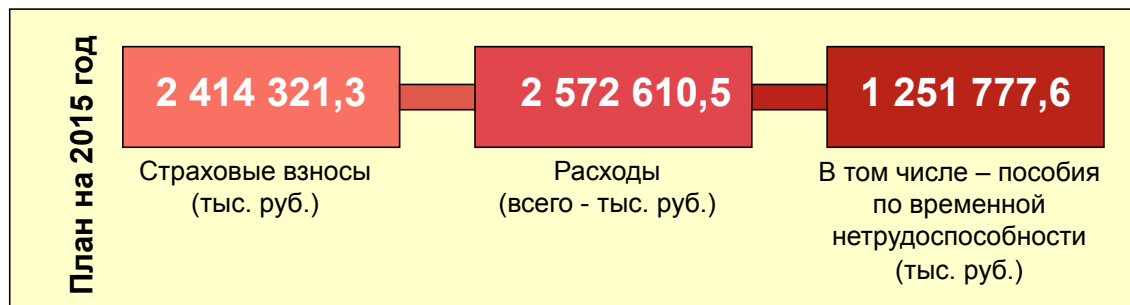 План на 2015 год
2 414 321,3
Страховые взносы
(тыс. руб.)
2 572 610,5
Расходы
(всего - тыс. руб.)
1 251 777,6
В том числе – пособия
по временной
нетрудоспособности
(тыс. руб.)